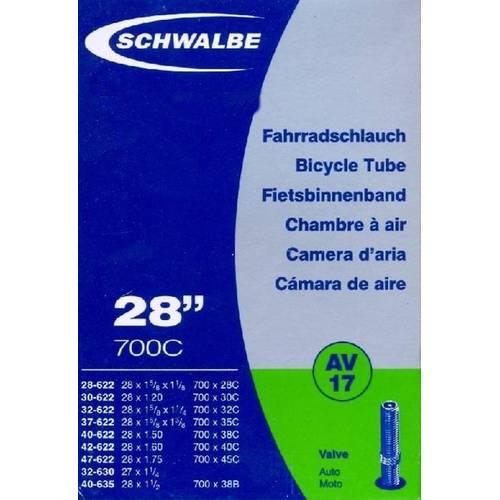 SCHWALBE
Fahrradschlauch
Bicycle Tube
Fietsbinnenband
Chambre à air
Camera d'aria
Cámara de aire
28"
700C
AV
17
28-622 28 x 1⁵/₈ x 1¹/₈ 700 x 28C
30-622 28 x 1.20 700 x 30C
32-622 28 x 1⁵/₈ x 1¹/₄ 700 x 32C
37-622 28 x 1⁵/₈ x 1³/₈ 700 x 35C
40-622 28 x 1.50 700 x 38C
42-622 28 x 1.60 700 x 40C
47-622 28 x 1.75 700 x 45C
32-630 27 x 1¹/₄
40-635 28 x 1¹/₂ 700 x 38B
Valve
Auto
Moto